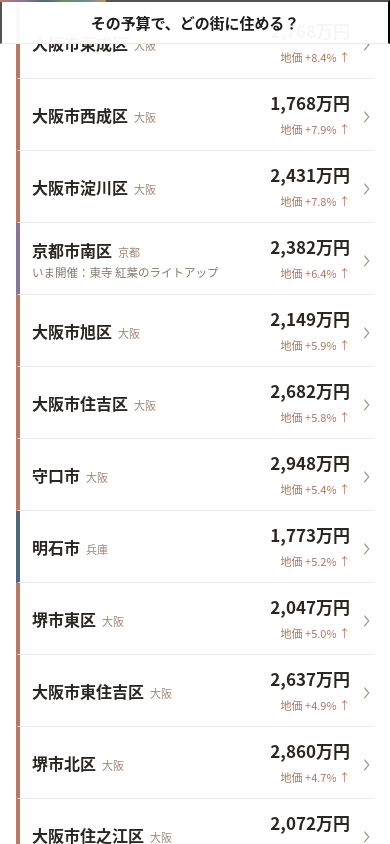 その予算で、どの街に住める？
大阪市東成区 大阪
地価 +8.4% ↑
大阪市西成区 大阪
1,768万円
地価 +7.9% ↑
大阪市淀川区 大阪
2,431万円
地価 +7.8% ↑
京都市南区 京都
いま開催：東寺 紅葉のライトアップ
2,382万円
地価 +6.4% ↑
大阪市旭区 大阪
2,149万円
地価 +5.9% ↑
大阪市住吉区 大阪
2,682万円
地価 +5.8% ↑
守口市 大阪
2,948万円
地価 +5.4% ↑
明石市 兵庫
1,773万円
地価 +5.2% ↑
堺市東区 大阪
2,047万円
地価 +5.0% ↑
大阪市東住吉区 大阪
2,637万円
地価 +4.9% ↑
堺市北区 大阪
2,860万円
地価 +4.7% ↑
大阪市住之江区 大阪
2,072万円